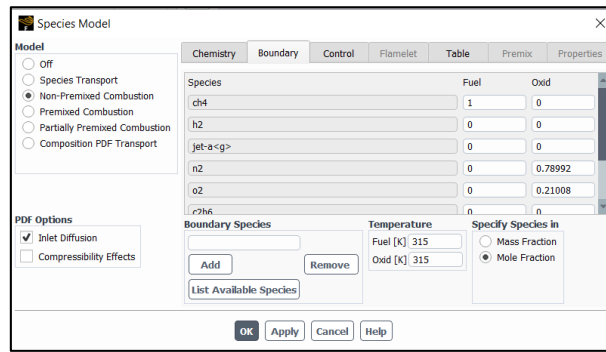 Species Model
Model
Off
Species Transport
Non-Premixed Combustion
Premixed Combustion
Partially Premixed Combustion
Composition PDF Transport
PDF Options
Inlet Diffusion
Compressibility Effects
Chemistry Boundary Control Flamelet Table Premix Properties
Species Fuel Oxid
ch4 1 0
h2 0 0
jet-a<g> 0 0
n2 0 0.78992
o2 0 0.21008
c2h6 0 0
Boundary Species
Add Remove
List Available Species
Temperature
Fuel [K] 315
Oxid [K] 315
Specify Species in
Mass Fraction
Mole Fraction
OK Apply Cancel Help